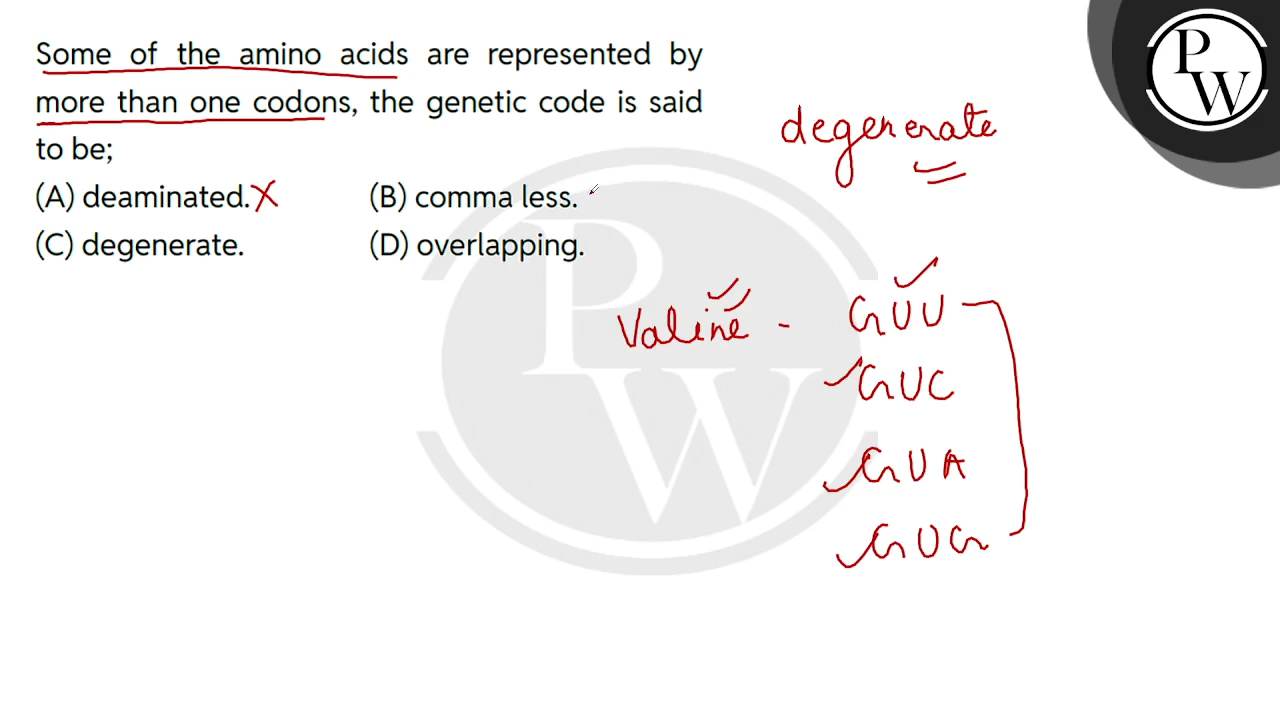 Some of the amino acids are represented by
more than one codons, the genetic code is said
to be;
(A) deaminated. X (B) comma less.
(C) degenerate. (D) overlapping.
degenerate
Valine - GUU
GUC
GUA
GUG
PW
PW